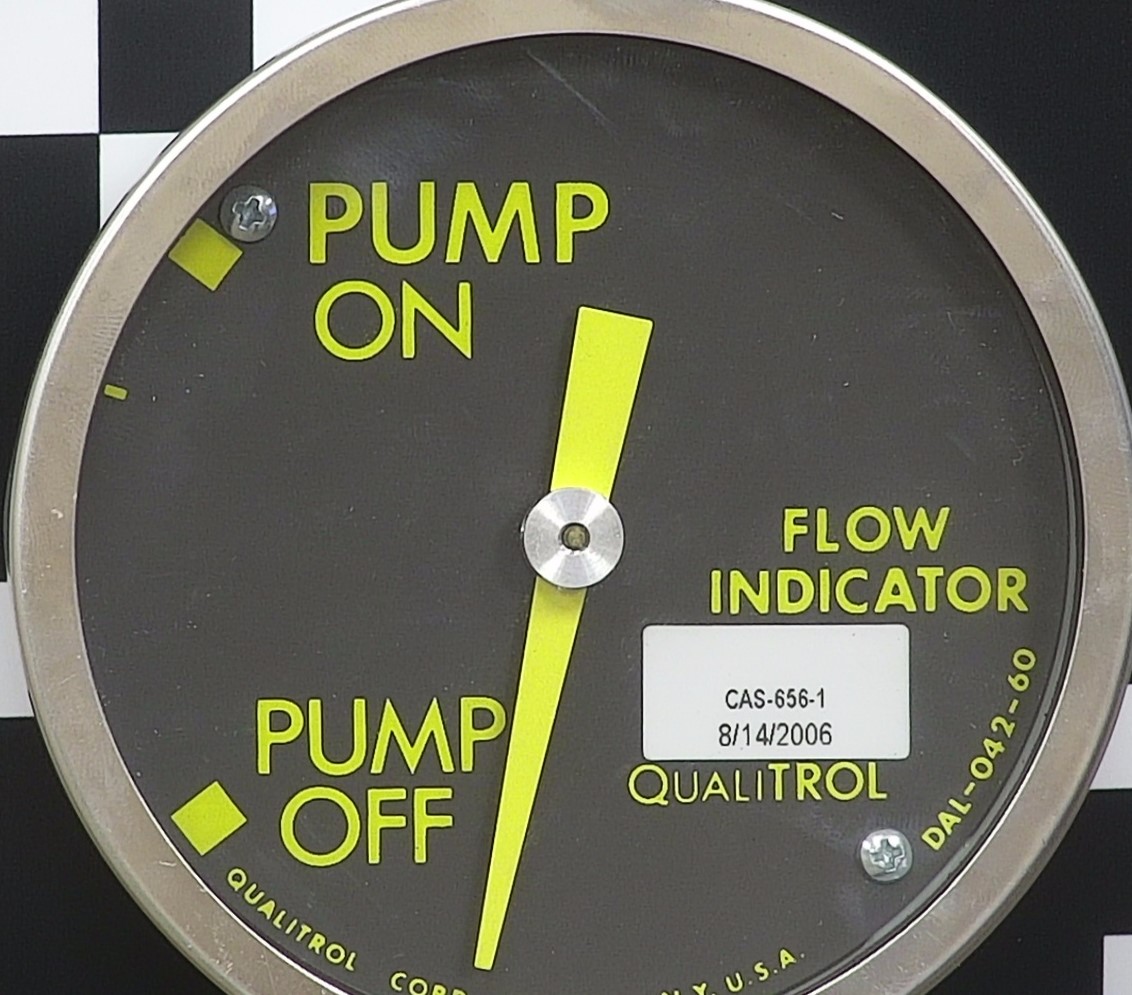 PUMP
ON
FLOW
INDICATOR
CAS-656-1
8/14/2006
QUALITROL
PUMP
OFF
DAL-042-60
QUALITROL U.S.A.